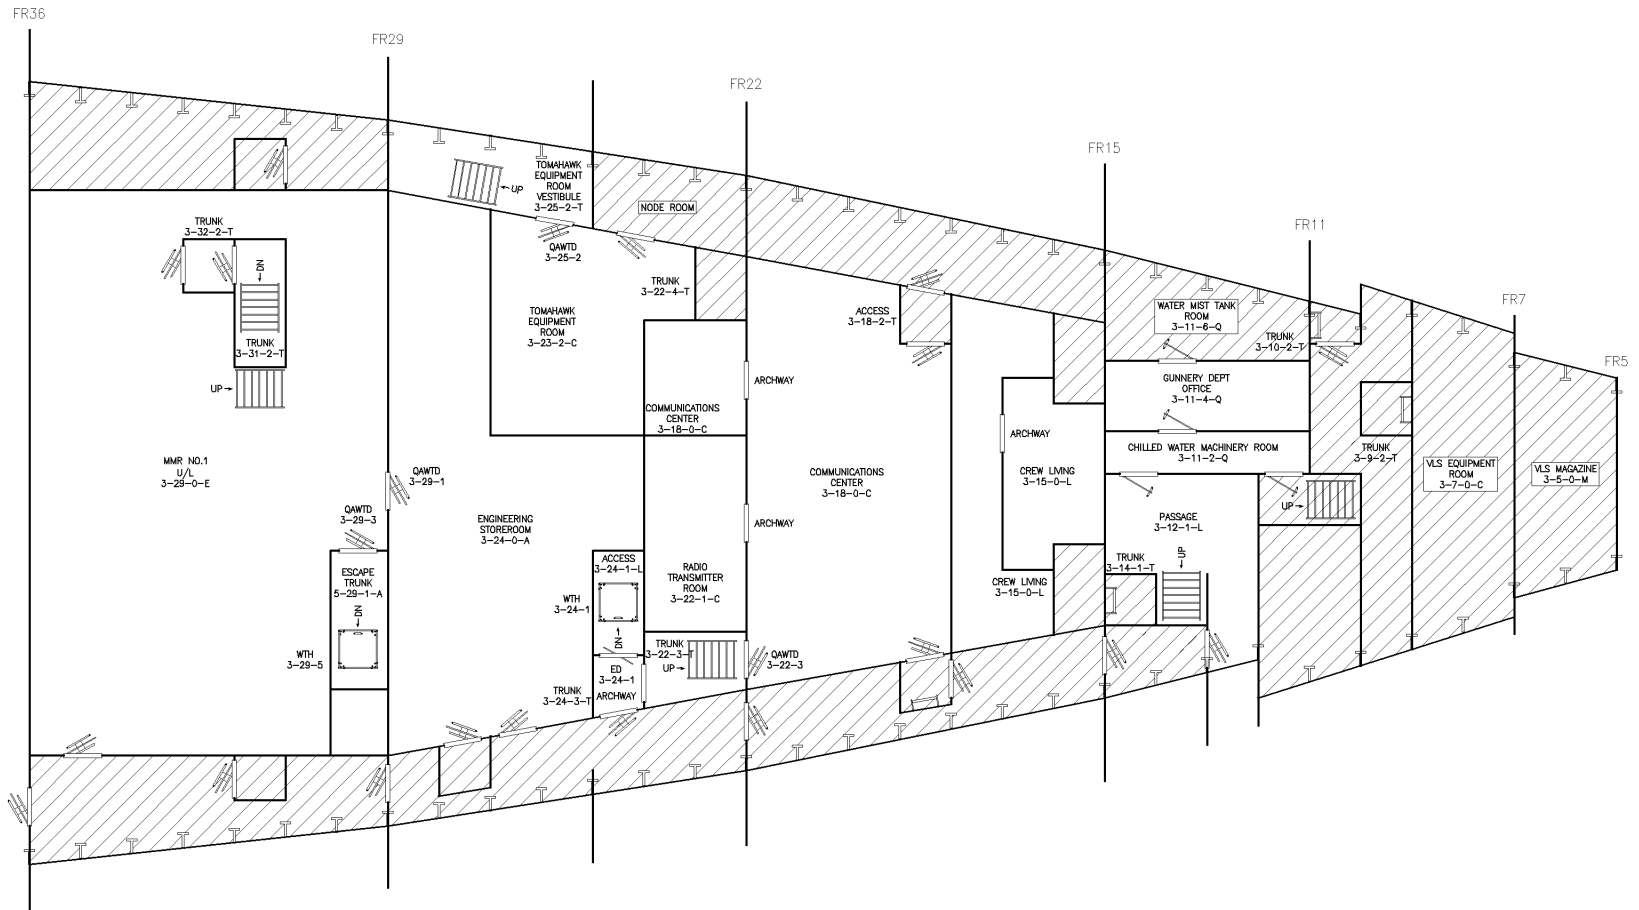 FR36
FR29
FR22
FR15
FR11
FR7
FR5
TOMAHAWK
EQUIPMENT
ROOM
VESTIBULE
3-25-2-T
UP
NODE ROOM
TRUNK
3-32-2-T
DN
TRUNK
3-31-2-T
UP
QAWTD
3-25-2
TRUNK
3-22-4-T
TOMAHAWK
EQUIPMENT
ROOM
3-23-2-C
ACCESS
3-18-2-T
WATER MIST TANK
ROOM
3-11-6-Q
TRUNK
3-10-2-T
ARCHWAY
GUNNERY DEPT
OFFICE
3-11-4-Q
COMMUNICATIONS
CENTER
3-18-0-C
ARCHWAY
CHILLED WATER MACHINERY ROOM
3-11-2-Q
TRUNK
3-9-2-T
MMR NO.1
U/L
3-29-0-E
QAWTD
3-29-1
COMMUNICATIONS
CENTER
3-18-0-C
CREW LIVING
3-15-0-L
VLS EQUIPMENT
ROOM
3-7-0-C
VLS MAGAZINE
3-5-0-M
QAWTD
3-29-3
ENGINEERING
STOREROOM
3-24-0-A
ARCHWAY
PASSAGE
3-12-1-L
UP
UP
ESCAPE
TRUNK
5-29-1-A
DN
ACCESS
3-24-1-L
RADIO
TRANSMITTER
ROOM
3-22-1-C
CREW LIVING
3-15-0-L
TRUNK
3-14-1-T
WTH
3-24-1
DN
WTH
3-29-5
TRUNK
3-22-3-T
UP
QAWTD
3-22-3
ED
3-24-1
TRUNK
3-24-3-T
ARCHWAY